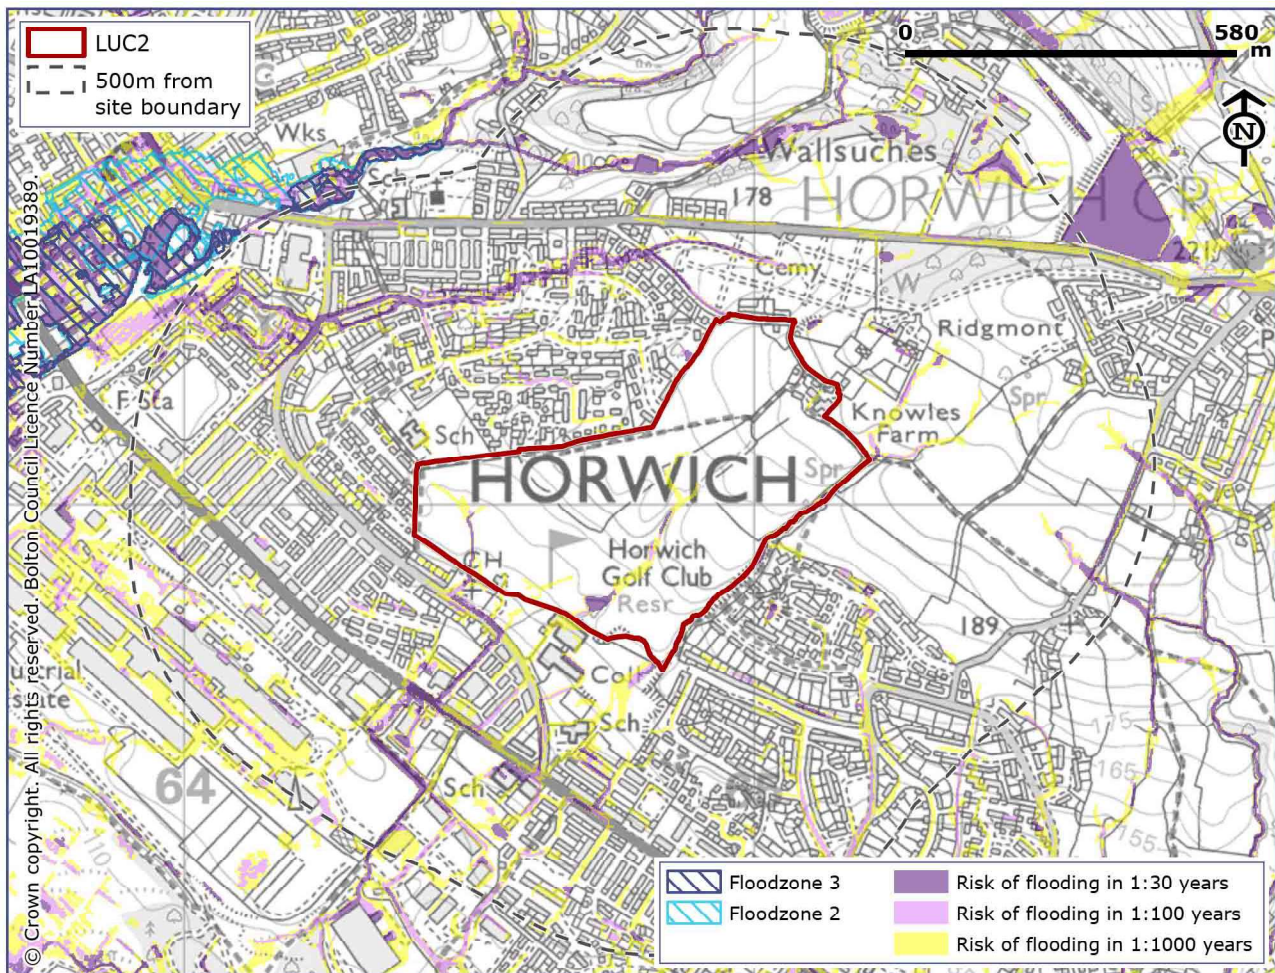 LUC2
500m from
site boundary
0 580
m
N
Wks
Wallsuches
HORWICH CP
178
221
Cemy
W
Ridgmont
F Sta
Sch
Knowles
Farm
Spr
Spr
HORWICH
CH
Horwich
Golf Club
Resr
189
Coll
Sch
Sch
64
175
165
155
110
© Crown copyright. All rights reserved. Bolton Council Licence Number LA100019389.
Floodzone 3
Floodzone 2
Risk of flooding in 1:30 years
Risk of flooding in 1:100 years
Risk of flooding in 1:1000 years